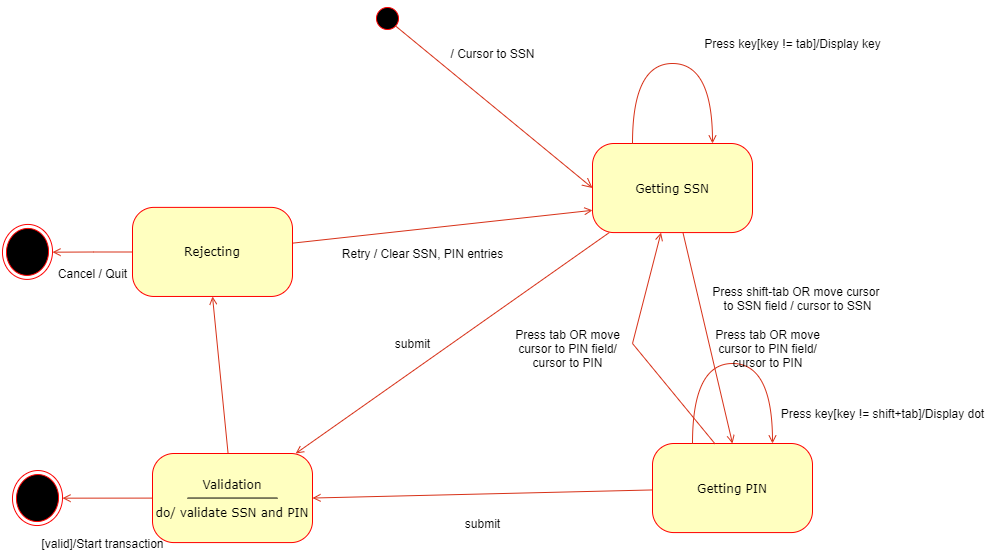 Press key[key != tab]/Display key
/ Cursor to SSN
Getting SSN
Rejecting
Retry / Clear SSN, PIN entries
Cancel / Quit
Press shift-tab OR move cursor
to SSN field / cursor to SSN
submit
Press tab OR move
cursor to PIN field/
cursor to PIN
Press tab OR move
cursor to PIN field/
cursor to PIN
Press key[key != shift+tab]/Display dot
Validation
do/ validate SSN and PIN
Getting PIN
submit
[valid]/Start transaction